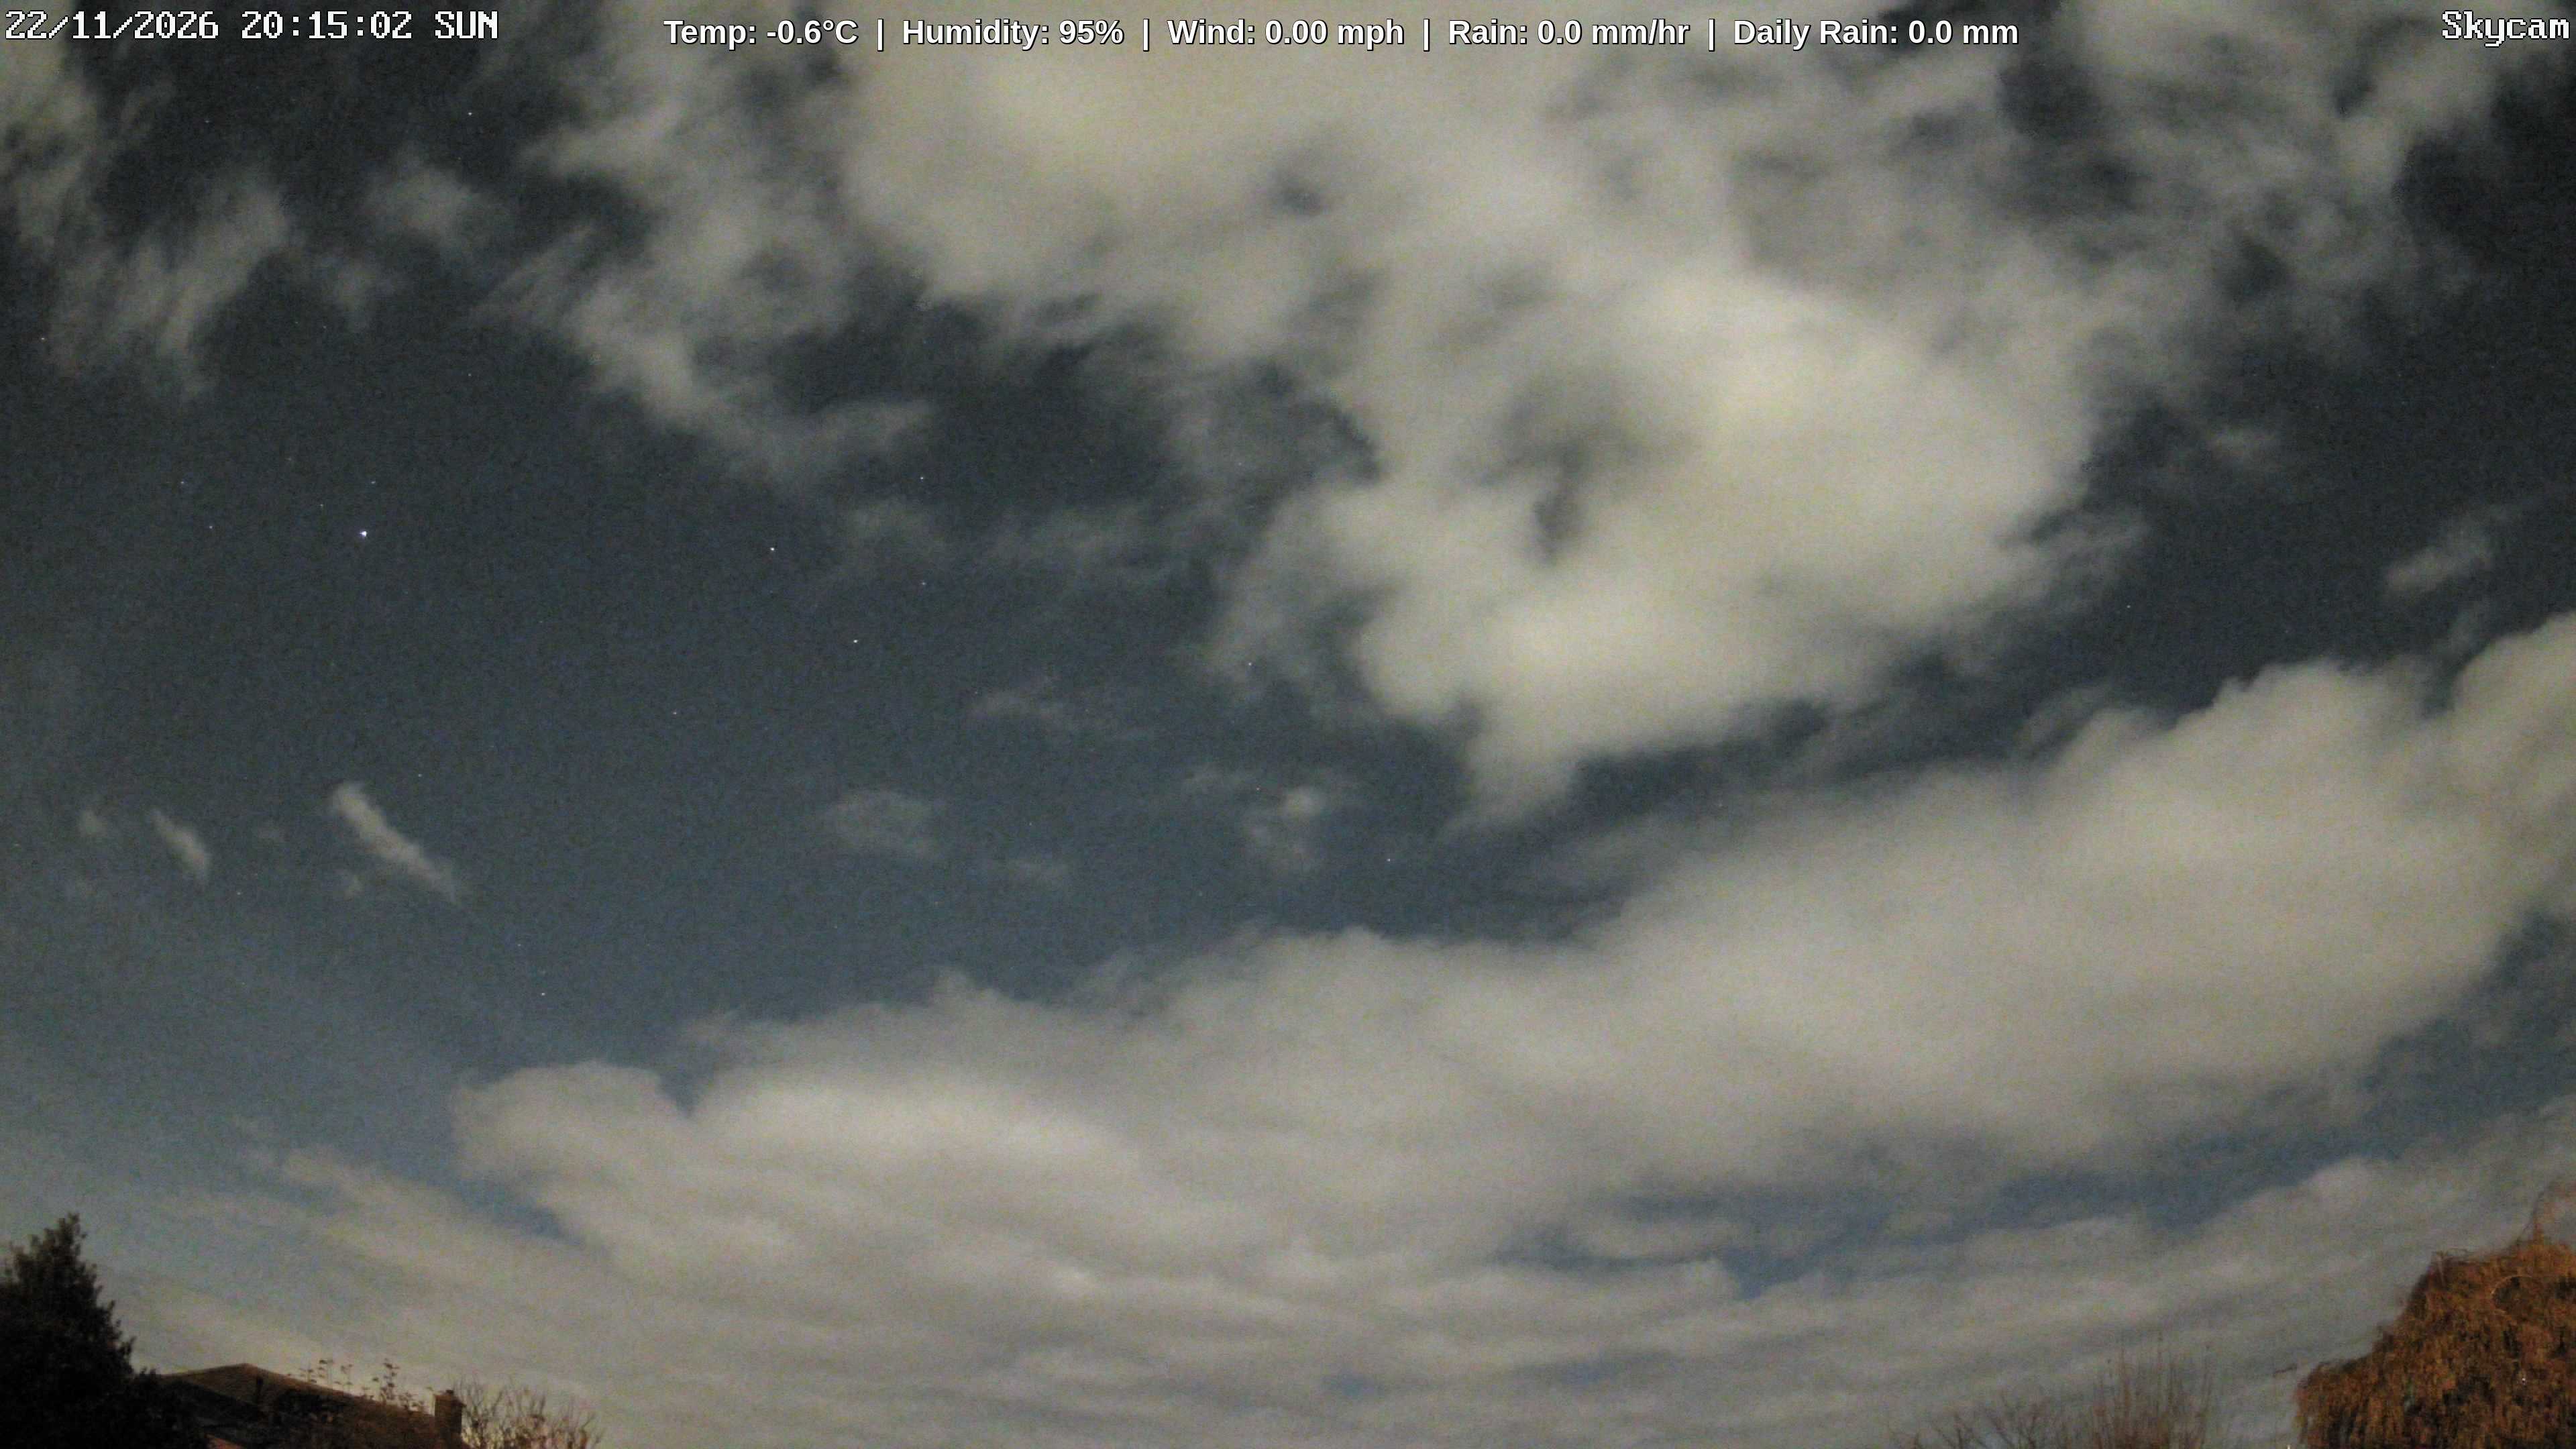 22/11/2026 20:15:02 SUN
Temp: -0.6°C | Humidity: 95% | Wind: 0.00 mph | Rain: 0.0 mm/hr | Daily Rain: 0.0 mm
Skycam